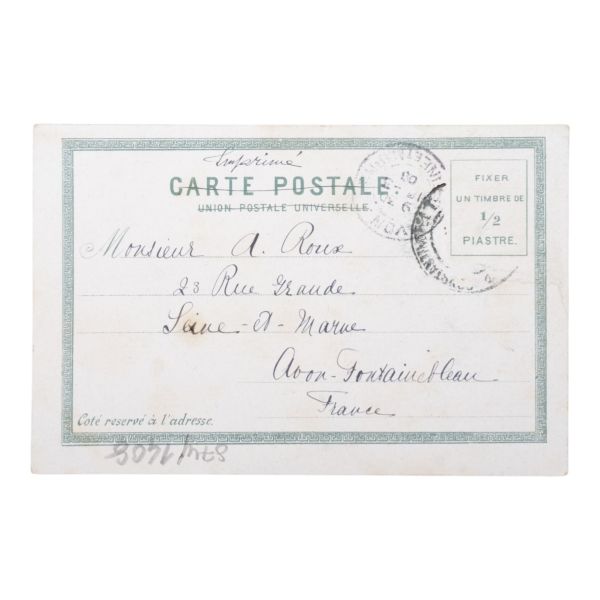 Imprimé
CARTE POSTALE
UNION POSTALE UNIVERSELLE
FIXER
UN TIMBRE DE
1/2
PIASTRE.
Monsieur A. Roux
23 Rue Grande
Seine-et-Marne
Avon-Fontainebleau
France
Coté reservé à l'adresse.